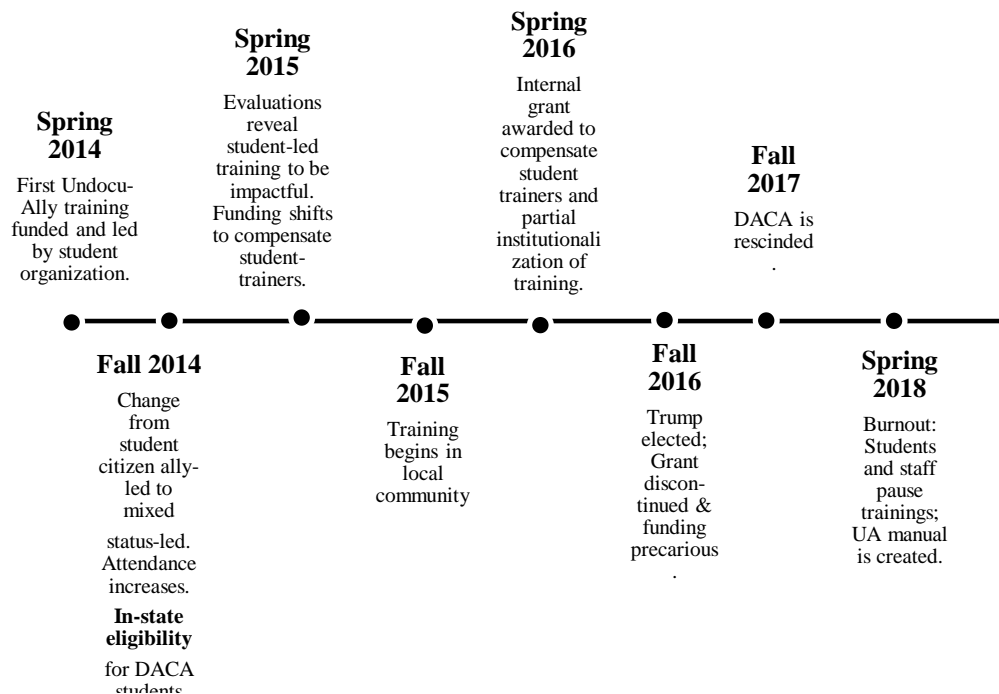 Spring
2014
First Undocu-
Ally training
funded and led
by student
organization.
Fall 2014
Change
from
student
citizen ally-
led to
mixed
status-led.
Attendance
increases.
In-state
eligibility
for DACA
students
Spring
2015
Evaluations
reveal
student-led
training to be
impactful.
Funding shifts
to compensate
student-
trainers.
Fall
2015
Training
begins in
local
community
Spring
2016
Internal
grant
awarded to
compensate
student
trainers and
partial
institutionali
zation of
training.
Fall
2016
Trump
elected;
Grant
discon-
tinued &
funding
precarious
.
Fall
2017
DACA is
rescinded
.
Spring
2018
Burnout:
Students
and staff
pause
trainings;
UA manual
is created.